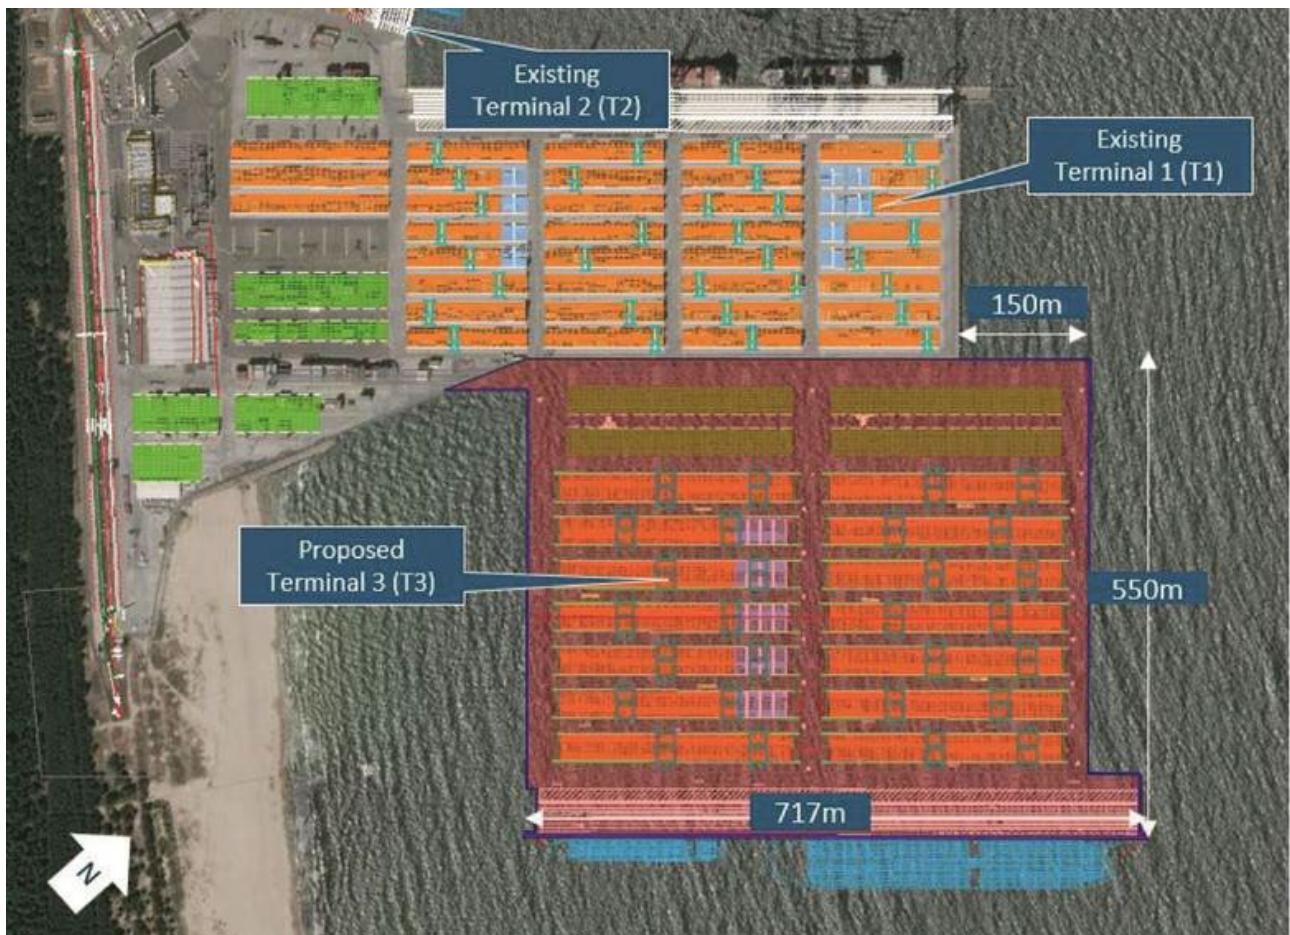 Existing
Terminal 2 (T2)
Existing
Terminal 1 (T1)
150m
Proposed
Terminal 3 (T3)
550m
717m
N